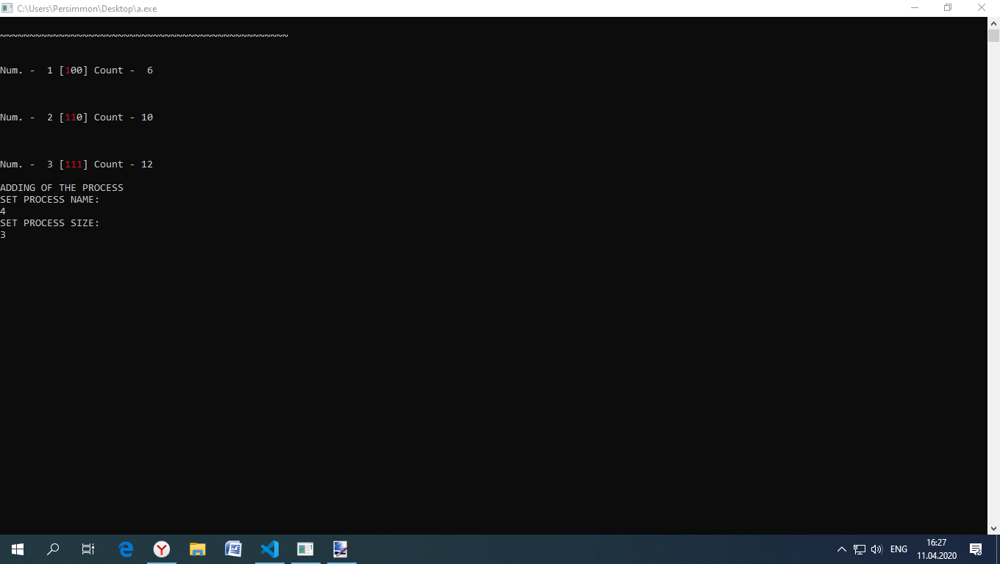 C:\Users\Persimmon\Desktop\a.exe
~~~~~~~~~~~~~~~~~~~~~~~~~~~~~~~~~~~~~~~~~~~~~~~~~
Num. -  1 [100] Count -  6
Num. -  2 [110] Count - 10
Num. -  3 [111] Count - 12
ADDING OF THE PROCESS
SET PROCESS NAME:
4
SET PROCESS SIZE:
3
ENG
16:27
11.04.2020